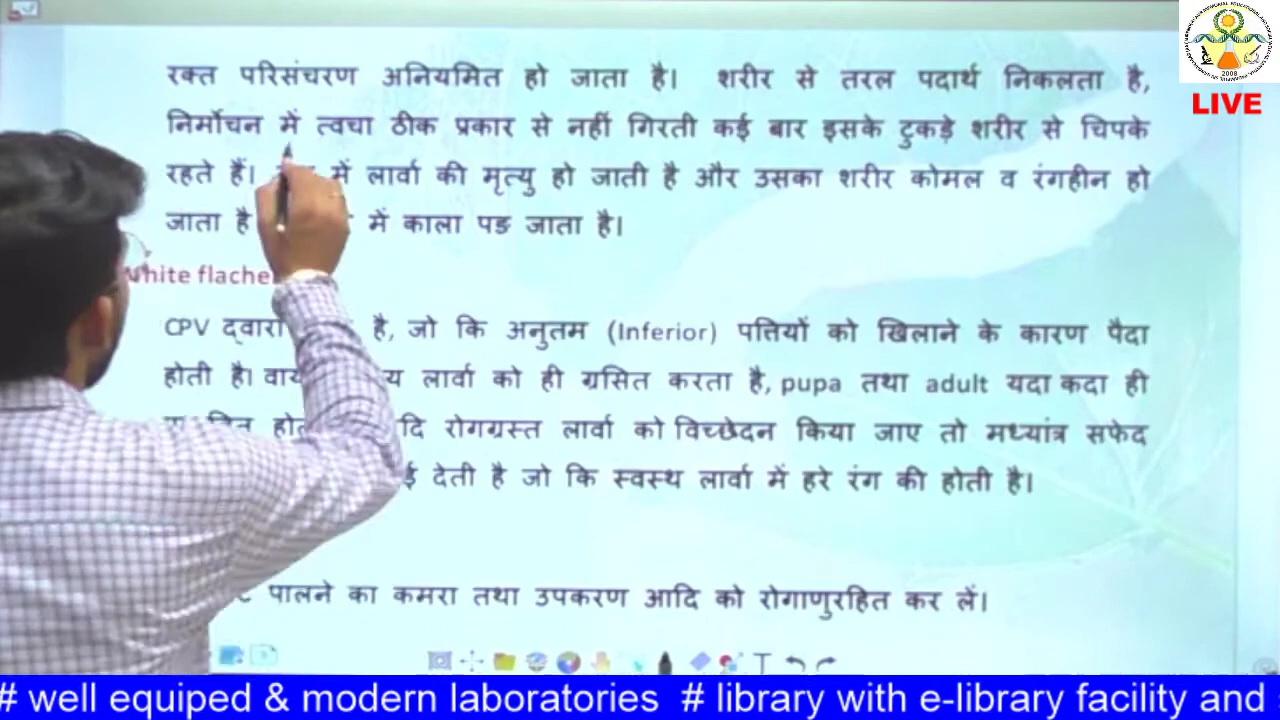 LIVE
रक्त परिसंचरण अनियमित हो जाता है। शरीर से तरल पदार्थ निकलता है,
निर्मोचन में त्वचा ठीक प्रकार से नहीं गिरती कई बार इसके टुकड़े शरीर से चिपके
रहते हैं। में लार्वा की मृत्यु हो जाती है और उसका शरीर कोमल व रंगहीन हो
जाता है में काला पड जाता है।
White
CPV द्वारा है, जो कि अनुतम (Inferior) पत्तियों को खिलाने के कारण पैदा
होती है। लार्वा को ही ग्रसित करता है, pupa तथा adult यदा कदा ही
रोगग्रस्त लार्वा को विच्छेदन किया जाए तो मध्यांत्र सफेद
देती है जो कि स्वस्थ लार्वा में हरे रंग की होती है।
पालने का कमरा तथा उपकरण आदि को रोगाणुरहित कर लें।
# well equiped & modern laboratories # library with e-library facility and